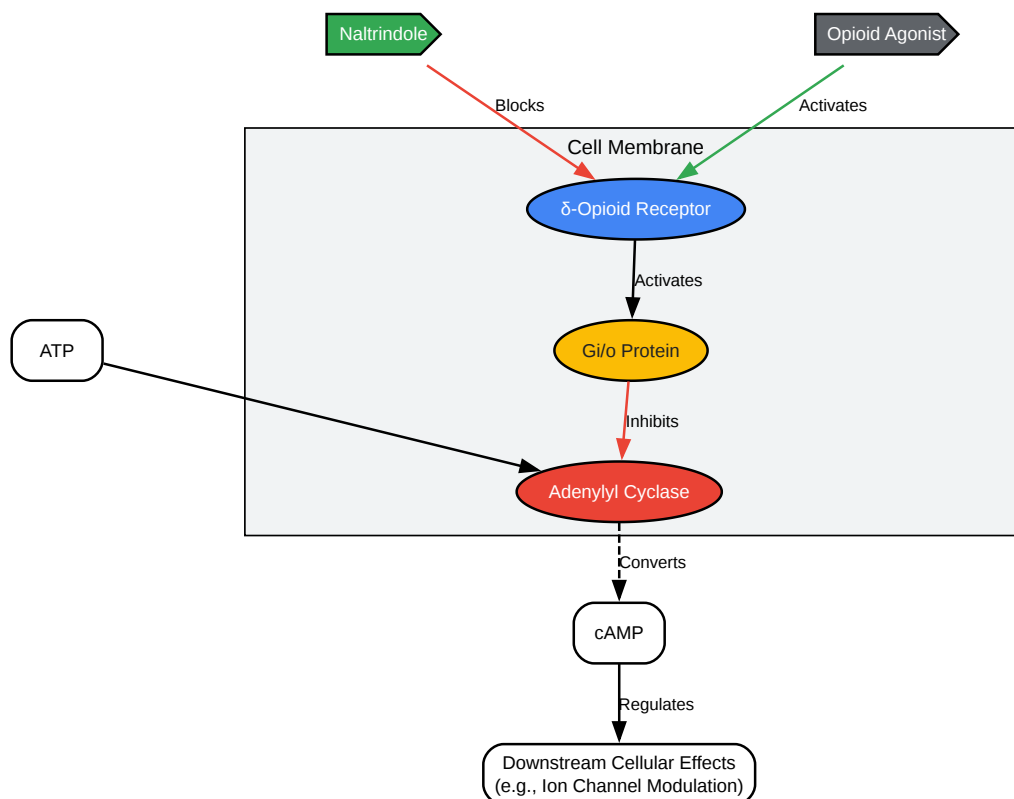 Naltrindole
Opioid Agonist
Blocks
Activates
Cell Membrane
δ-Opioid Receptor
Activates
ATP
Gi/o Protein
Inhibits
Adenylyl Cyclase
Converts
cAMP
Regulates
Downstream Cellular Effects
(e.g., Ion Channel Modulation)